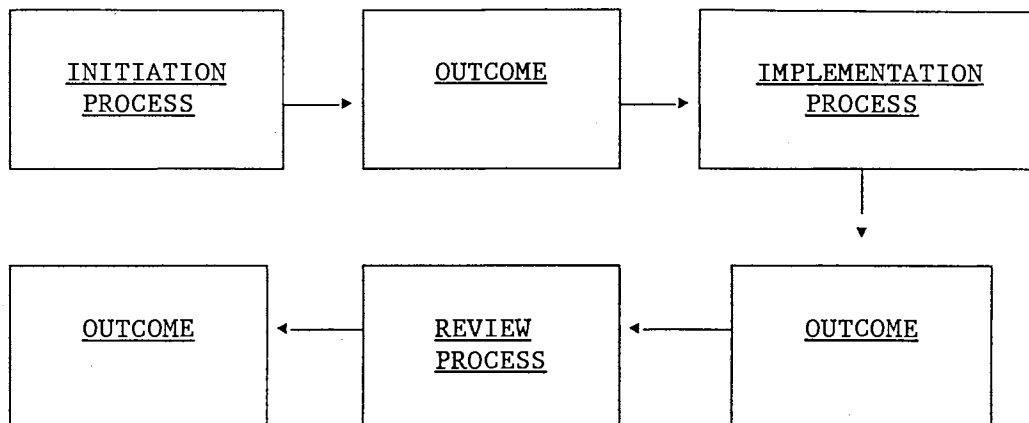 INITIATION
PROCESS
OUTCOME
IMPLEMENTATION
PROCESS
OUTCOME
REVIEW
PROCESS
OUTCOME